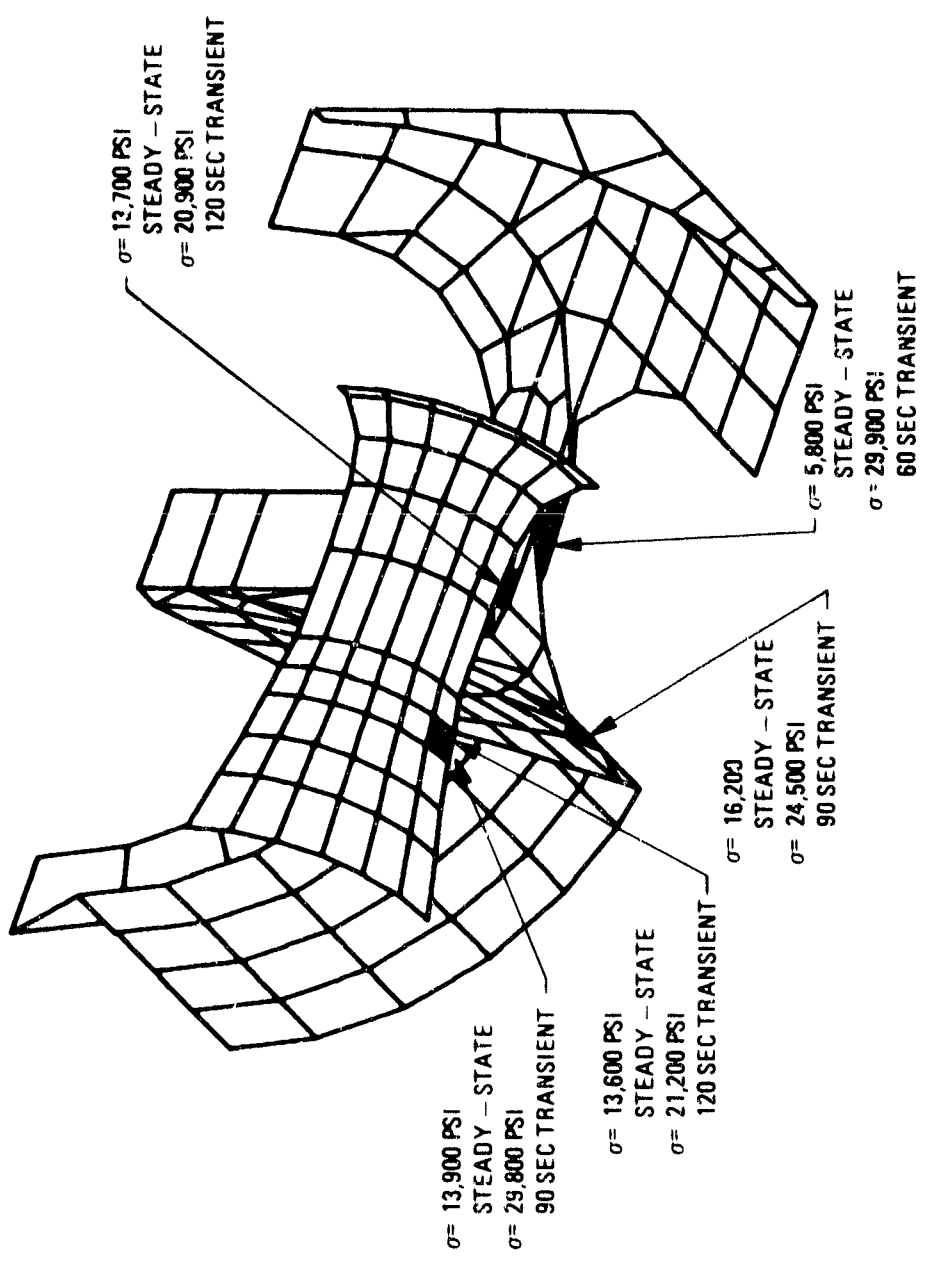 σ= 13,900 PSI
STEADY – STATE
σ= 29,800 PSI
90 SEC TRANSIENT
σ= 13,600 PSI
STEADY – STATE
σ= 21,200 PSI
120 SEC TRANSIENT
σ= 16,200
STEADY – STATE
σ= 24,500 PSI
90 SEC TRANSIENT
σ= 5,800 PSI
STEADY – STATE
σ= 29,900 PSI
60 SEC TRANSIENT
σ= 13,700 PSI
STEADY – STATE
σ= 20,900 PSI
120 SEC TRANSIENT